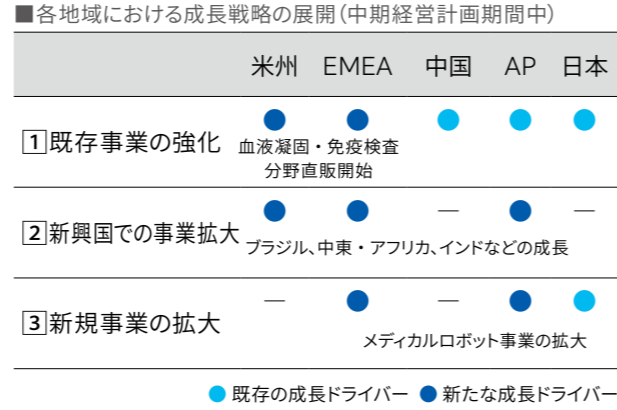 ■各地域における成長戦略の展開（中期経営計画期間中）
米州 EMEA 中国 AP 日本
1 既存事業の強化 ● ● ● ● ●
血液凝固・免疫検査
分野直販開始
2 新興国での事業拡大 ● ● — ● —
ブラジル、中東・アフリカ、インドなどの成長
3 新規事業の拡大 — ● — ● ●
メディカルロボット事業の拡大
● 既存の成長ドライバー ● 新たな成長ドライバー